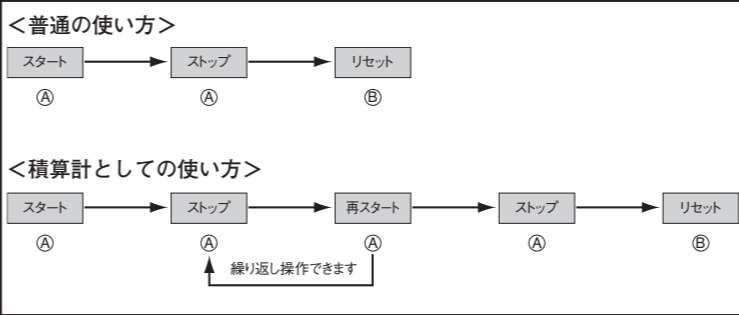 <普通の使い方>
スタート ストップ リセット
Ⓐ Ⓐ Ⓑ
<積算計としての使い方>
スタート ストップ 再スタート ストップ リセット
Ⓐ Ⓐ Ⓐ Ⓐ Ⓑ
繰り返し操作できます